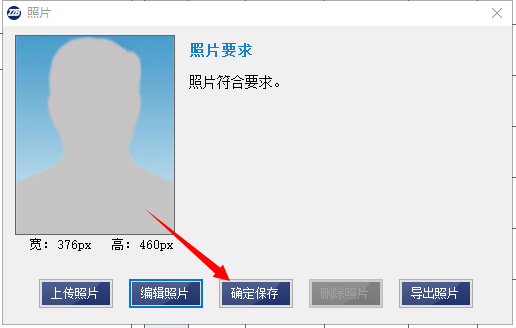 照片
照片要求
照片符合要求。
宽：376px 高：460px
上传照片 编辑照片 确定保存 删除照片 导出照片